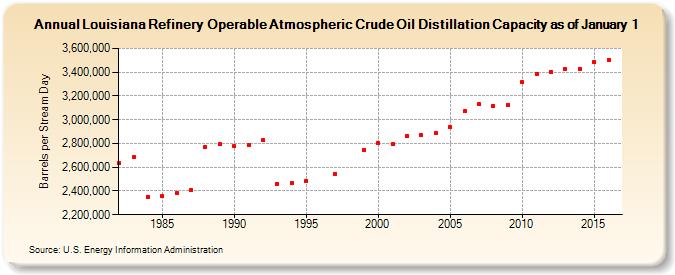 Annual Louisiana Refinery Operable Atmospheric Crude Oil Distillation Capacity as of January 1
Barrels per Stream Day
3,600,000
3,400,000
3,200,000
3,000,000
2,800,000
2,600,000
2,400,000
2,200,000
1985 1990 1995 2000 2005 2010 2015
Source: U.S. Energy Information Administration